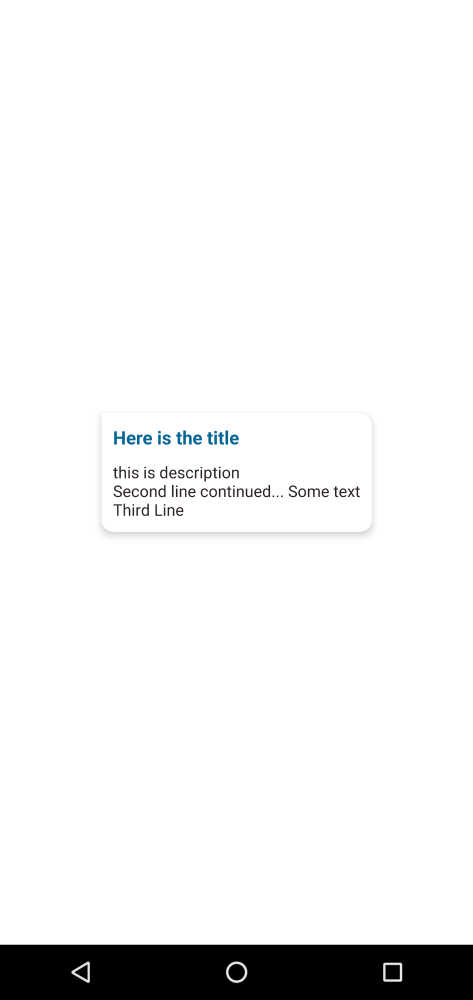 Here is the title
this is description
Second line continued... Some text
Third Line